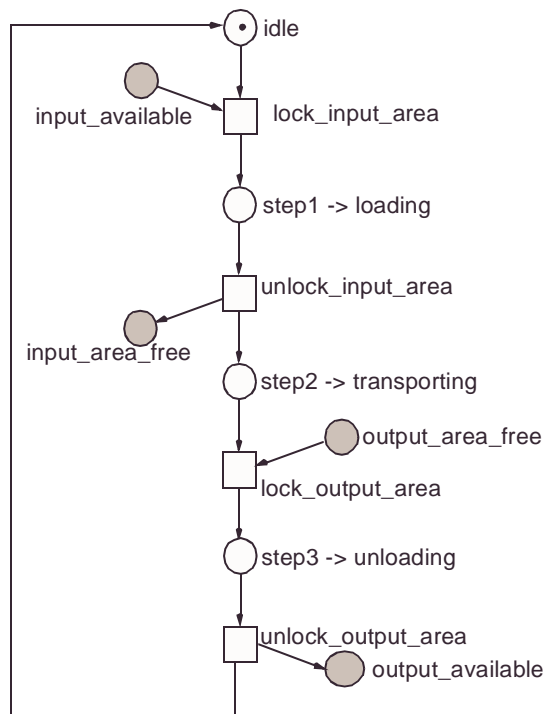 idle
input_available
lock_input_area
step1 -> loading
unlock_input_area
input_area_free
step2 -> transporting
output_area_free
lock_output_area
step3 -> unloading
unlock_output_area
output_available